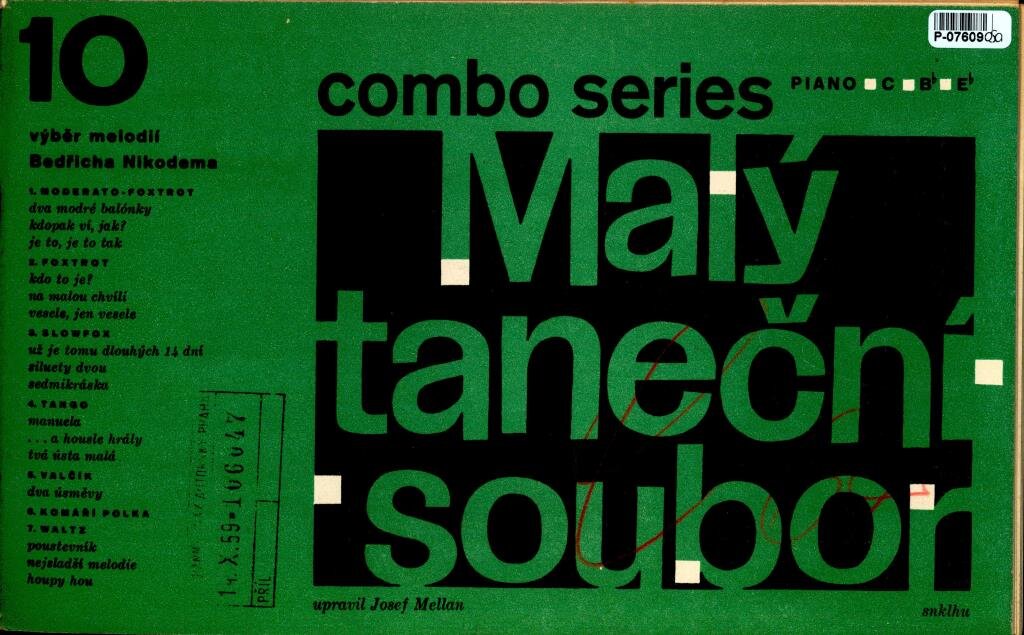 10
výběr melodií
Bedřicha Nikodema
1. MODERATO-FOXTROT
dva modré balónky
kdopak ví, jak?
je to, je to tak
2. FOXTROT
kdo to je?
na malou chvíli
vesele, jen vesele
3. SLOWFOX
už je tomu dlouhých 14 dní
siluety dvou
sedmikráska
4. TANGO
manuela
...a housle hrály
tvá ústa malá
5. VALČÍK
dva úsměvy
6. KOMAŘÍ POLKA
7. WALTZ
poustevník
nejsladší melodie
houpy hou
14. X. 59 * 106647
PŘÍL
combo series
PIANO C B♭ E♭
Malý
taneční
soubor
upravil Josef Mellan
snklhu
P-07609